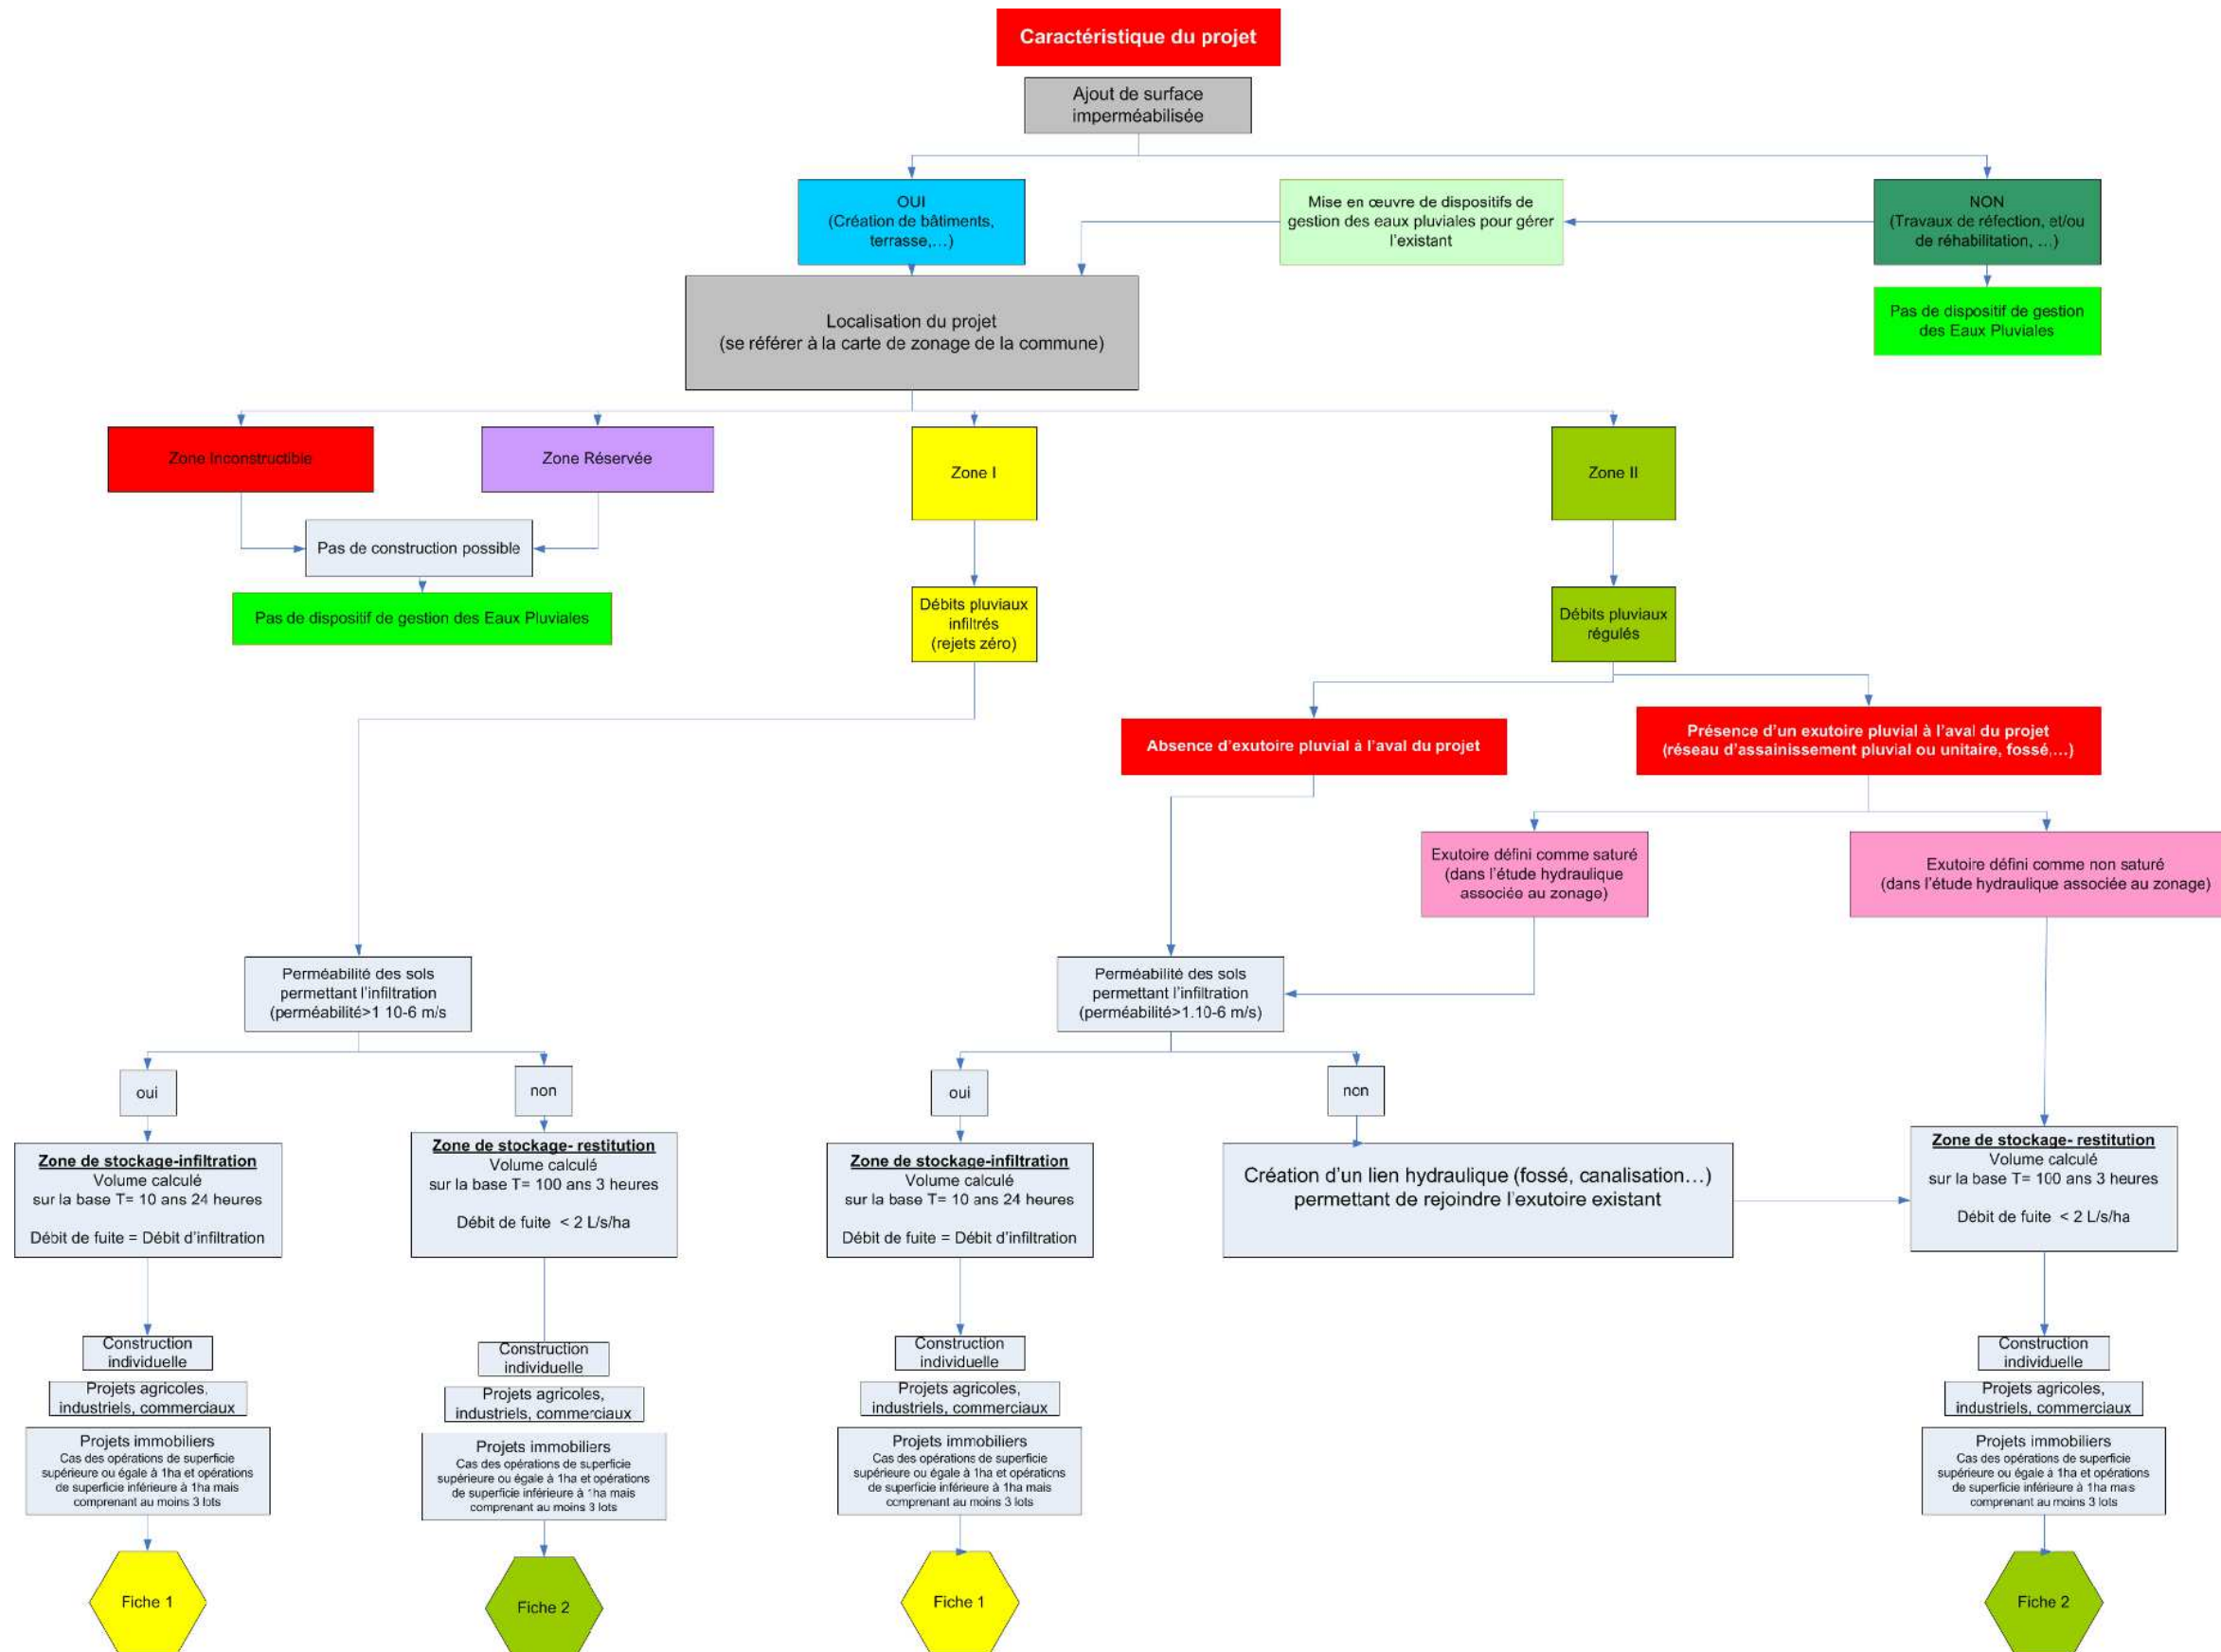 Caractéristique du projet
Ajout de surface
imperméabilisée
OUI
(Création de bâtiments,
terrasse,…)
Mise en œuvre de dispositifs de
gestion des eaux pluviales pour gérer
l'existant
NON
(Travaux de réfection, et/ou
de réhabilitation, …)
Pas de dispositif de gestion
des Eaux Pluviales
Localisation du projet
(se référer à la carte de zonage de la commune)
Zone Inconstructible
Zone Réservée
Zone I
Zone II
Pas de construction possible
Pas de dispositif de gestion des Eaux Pluviales
Débits pluviaux
infiltrés
(rejets zéro)
Débits pluviaux
régulés
Absence d'exutoire pluvial à l'aval du projet
Présence d'un exutoire pluvial à l'aval du projet
(réseau d'assainissement pluvial ou unitaire, fossé,…)
Exutoire défini comme saturé
(dans l'étude hydraulique
associée au zonage)
Exutoire défini comme non saturé
(dans l'étude hydraulique associée au zonage)
Perméabilité des sols
permettant l'infiltration
(perméabilité>1 10-6 m/s
Perméabilité des sols
permettant l'infiltration
(perméabilité>1.10-6 m/s)
oui
non
oui
non
Zone de stockage-infiltration
Volume calculé
sur la base T= 10 ans 24 heures
Débit de fuite = Débit d'infiltration
Zone de stockage- restitution
Volume calculé
sur la base T= 100 ans 3 heures
Débit de fuite < 2 L/s/ha
Zone de stockage-infiltration
Volume calculé
sur la base T= 10 ans 24 heures
Débit de fuite = Débit d'infiltration
Création d'un lien hydraulique (fossé, canalisation…)
permettant de rejoindre l'exutoire existant
Zone de stockage- restitution
Volume calculé
sur la base T= 100 ans 3 heures
Débit de fuite < 2 L/s/ha
Construction
individuelle
Projets agricoles,
industriels, commerciaux
Projets immobiliers
Cas des opérations de superficie
supérieure ou égale à 1ha et opérations
de superficie inférieure à 1ha mais
comprenant au moins 3 lots
Construction
individuelle
Projets agricoles,
industriels, commerciaux
Projets immobiliers
Cas des opérations de superficie
supérieure ou égale à 1ha et opérations
de superficie inférieure à 1ha mais
comprenant au moins 3 lots
Construction
individuelle
Projets agricoles,
industriels, commerciaux
Projets immobiliers
Cas des opérations de superficie
supérieure ou égale à 1ha et opérations
de superficie inférieure à 1ha mais
comprenant au moins 3 lots
Construction
individuelle
Projets agricoles,
industriels, commerciaux
Projets immobiliers
Cas des opérations de superficie
supérieure ou égale à 1ha et opérations
de superficie inférieure à 1ha mais
comprenant au moins 3 lots
Fiche 1
Fiche 2
Fiche 1
Fiche 2